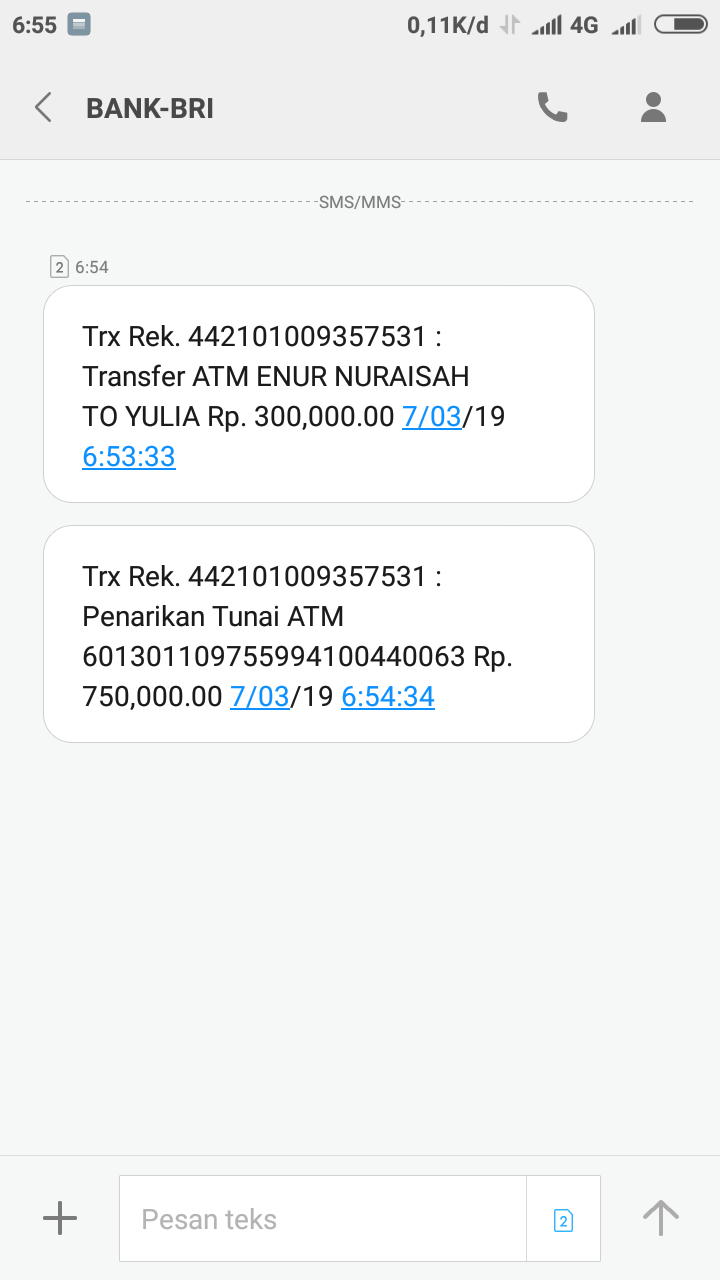 6:55 0,11K/d 4G
BANK-BRI
SMS/MMS
2 6:54
Trx Rek. 442101009357531 :
Transfer ATM ENUR NURAISAH
TO YULIA Rp. 300,000.00 7/03/19
6:53:33
Trx Rek. 442101009357531 :
Penarikan Tunai ATM
601301109755994100440063 Rp.
750,000.00 7/03/19 6:54:34
Pesan teks 2